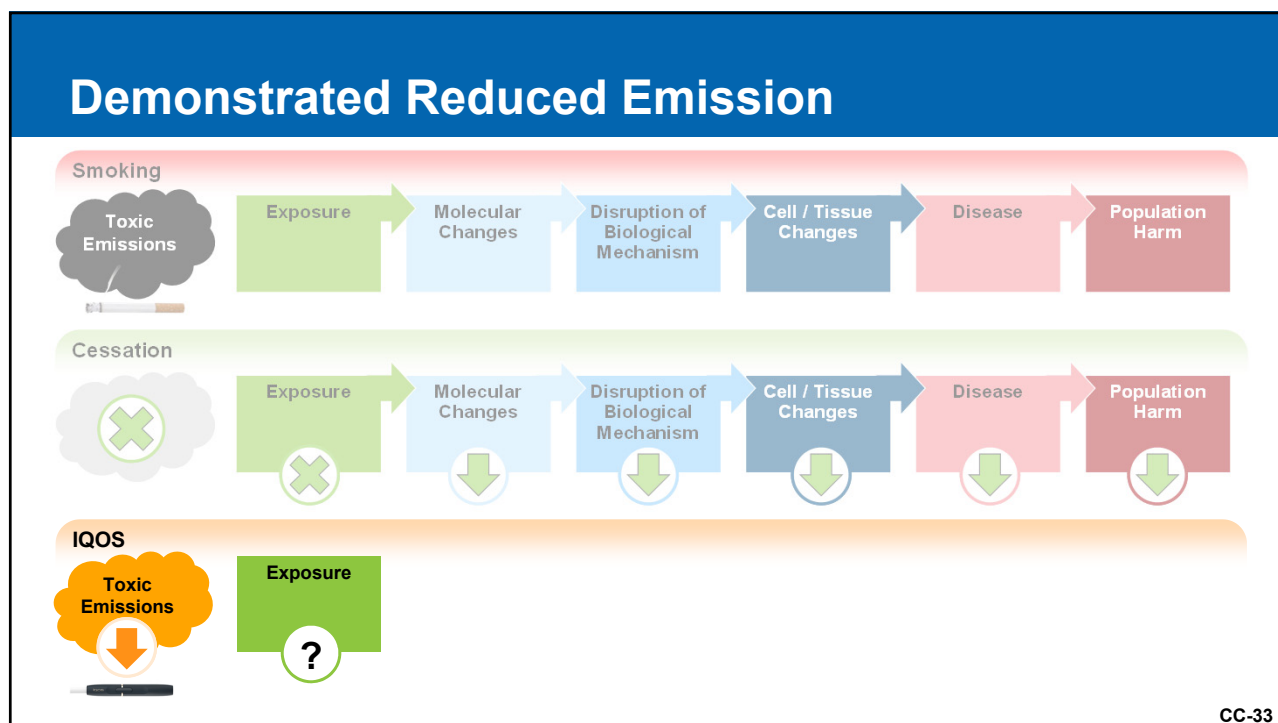 Demonstrated Reduced Emission
Smoking
Toxic
Emissions
Exposure
Molecular
Changes
Disruption of
Biological
Mechanism
Cell / Tissue
Changes
Disease
Population
Harm
Cessation
Exposure
Molecular
Changes
Disruption of
Biological
Mechanism
Cell / Tissue
Changes
Disease
Population
Harm
IQOS
Toxic
Emissions
Exposure
?
CC-33